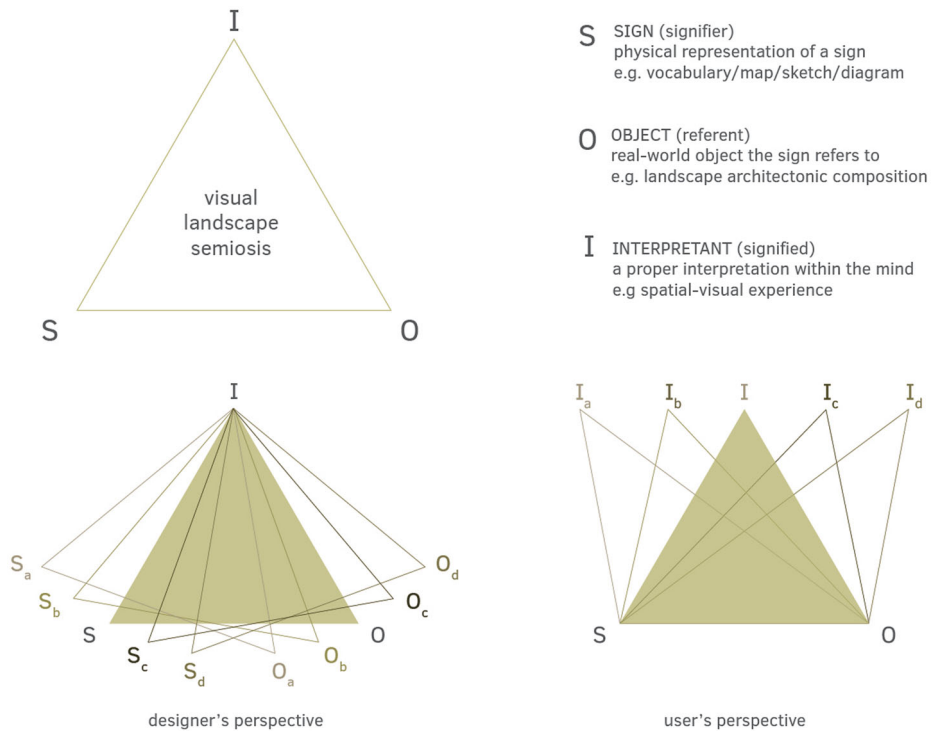 I
visual
landscape
semiosis
S
O
S SIGN (signifier)
physical representation of a sign
e.g. vocabulary/map/sketch/diagram
O OBJECT (referent)
real-world object the sign refers to
e.g. landscape architectonic composition
I INTERPRETANT (signified)
a proper interpretation within the mind
e.g spatial-visual experience
I
Sa
Sb
S
Sc
Sd
Oa
Ob
O
Oc
Od
designer's perspective
Ia
Ib
I
Ic
Id
S
O
user's perspective